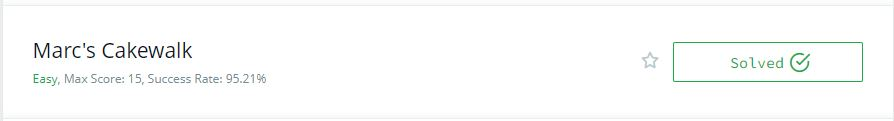 Marc's Cakewalk
Easy, Max Score: 15, Success Rate: 95.21%
Solved